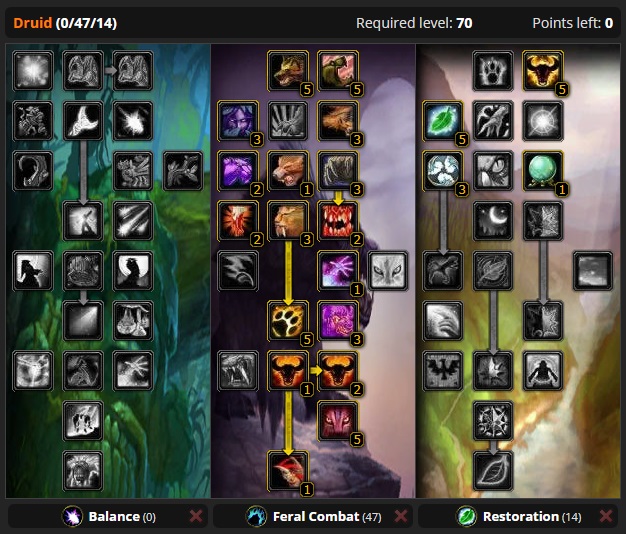 Druid (0/47/14) Required level: 70 Points left: 0
5 5 5
3 3 5
2 1 3 3 1
2 3 2
1
5 3
1 2
5
1
Balance (0) Feral Combat (47) Restoration (14)